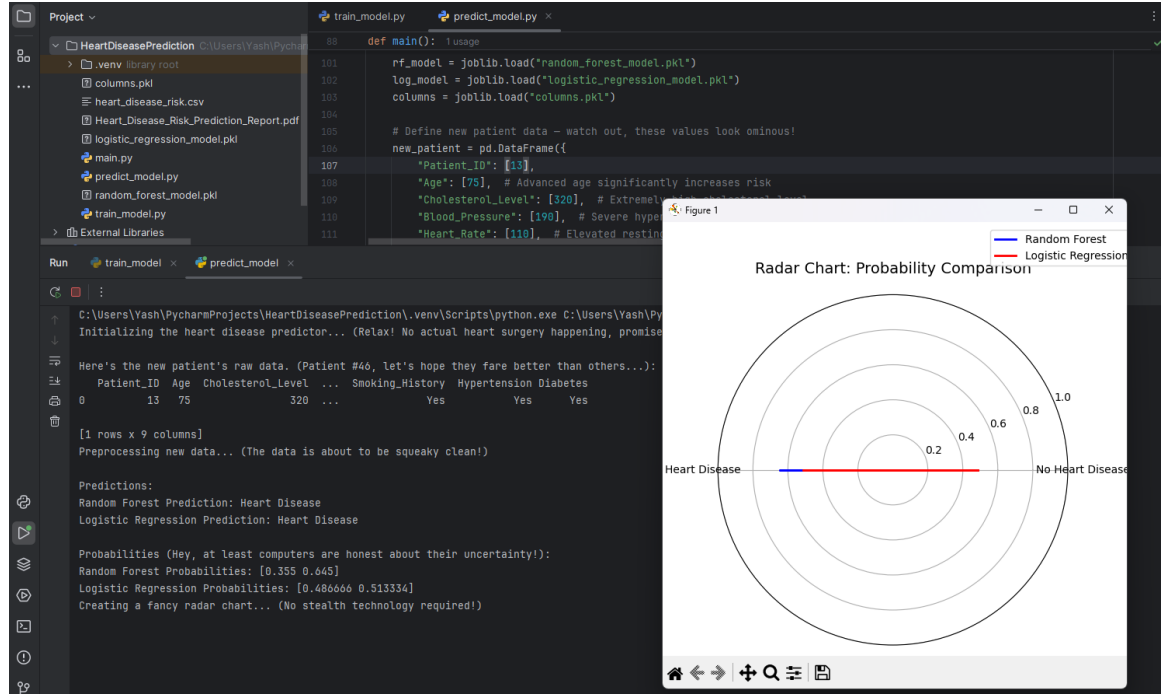 Project
HeartDiseasePrediction C:\Users\Yash\Pychar
.venv library root
columns.pkl
heart_disease_risk.csv
Heart_Disease_Risk_Prediction_Report.pdf
logistic_regression_model.pkl
main.py
predict_model.py
random_forest_model.pkl
train_model.py
External Libraries
train_model.py
predict_model.py
88 def main(): 1 usage
101 rf_model = joblib.load("random_forest_model.pkl")
102 log_model = joblib.load("logistic_regression_model.pkl")
103 columns = joblib.load("columns.pkl")
104
105 # Define new patient data — watch out, these values look ominous!
106 new_patient = pd.DataFrame({
107 "Patient_ID": [13],
108 "Age": [75], # Advanced age significantly increases risk
109 "Cholesterol_Level": [320], # Extremely high cholesterol level
110 "Blood_Pressure": [190], # Severe hyper
111 "Heart_Rate": [110], # Elevated resting
Run train_model predict_model
C:\Users\Yash\PycharmProjects\HeartDiseasePrediction\.venv\Scripts\python.exe C:\Users\Yash\Py
Initializing the heart disease predictor... (Relax! No actual heart surgery happening, promise
Here's the new patient's raw data. (Patient #46, let's hope they fare better than others...):
Patient_ID Age Cholesterol_Level ... Smoking_History Hypertension Diabetes
0 13 75 320 ... Yes Yes Yes
[1 rows x 9 columns]
Preprocessing new data... (The data is about to be squeaky clean!)
Predictions:
Random Forest Prediction: Heart Disease
Logistic Regression Prediction: Heart Disease
Probabilities (Hey, at least computers are honest about their uncertainty!):
Random Forest Probabilities: [0.355 0.645]
Logistic Regression Probabilities: [0.486666 0.513334]
Creating a fancy radar chart... (No stealth technology required!)
Figure 1
Random Forest
Logistic Regression
Radar Chart: Probability Comparison
1.0
0.8
0.6
0.4
0.2
Heart Disease
No Heart Disease